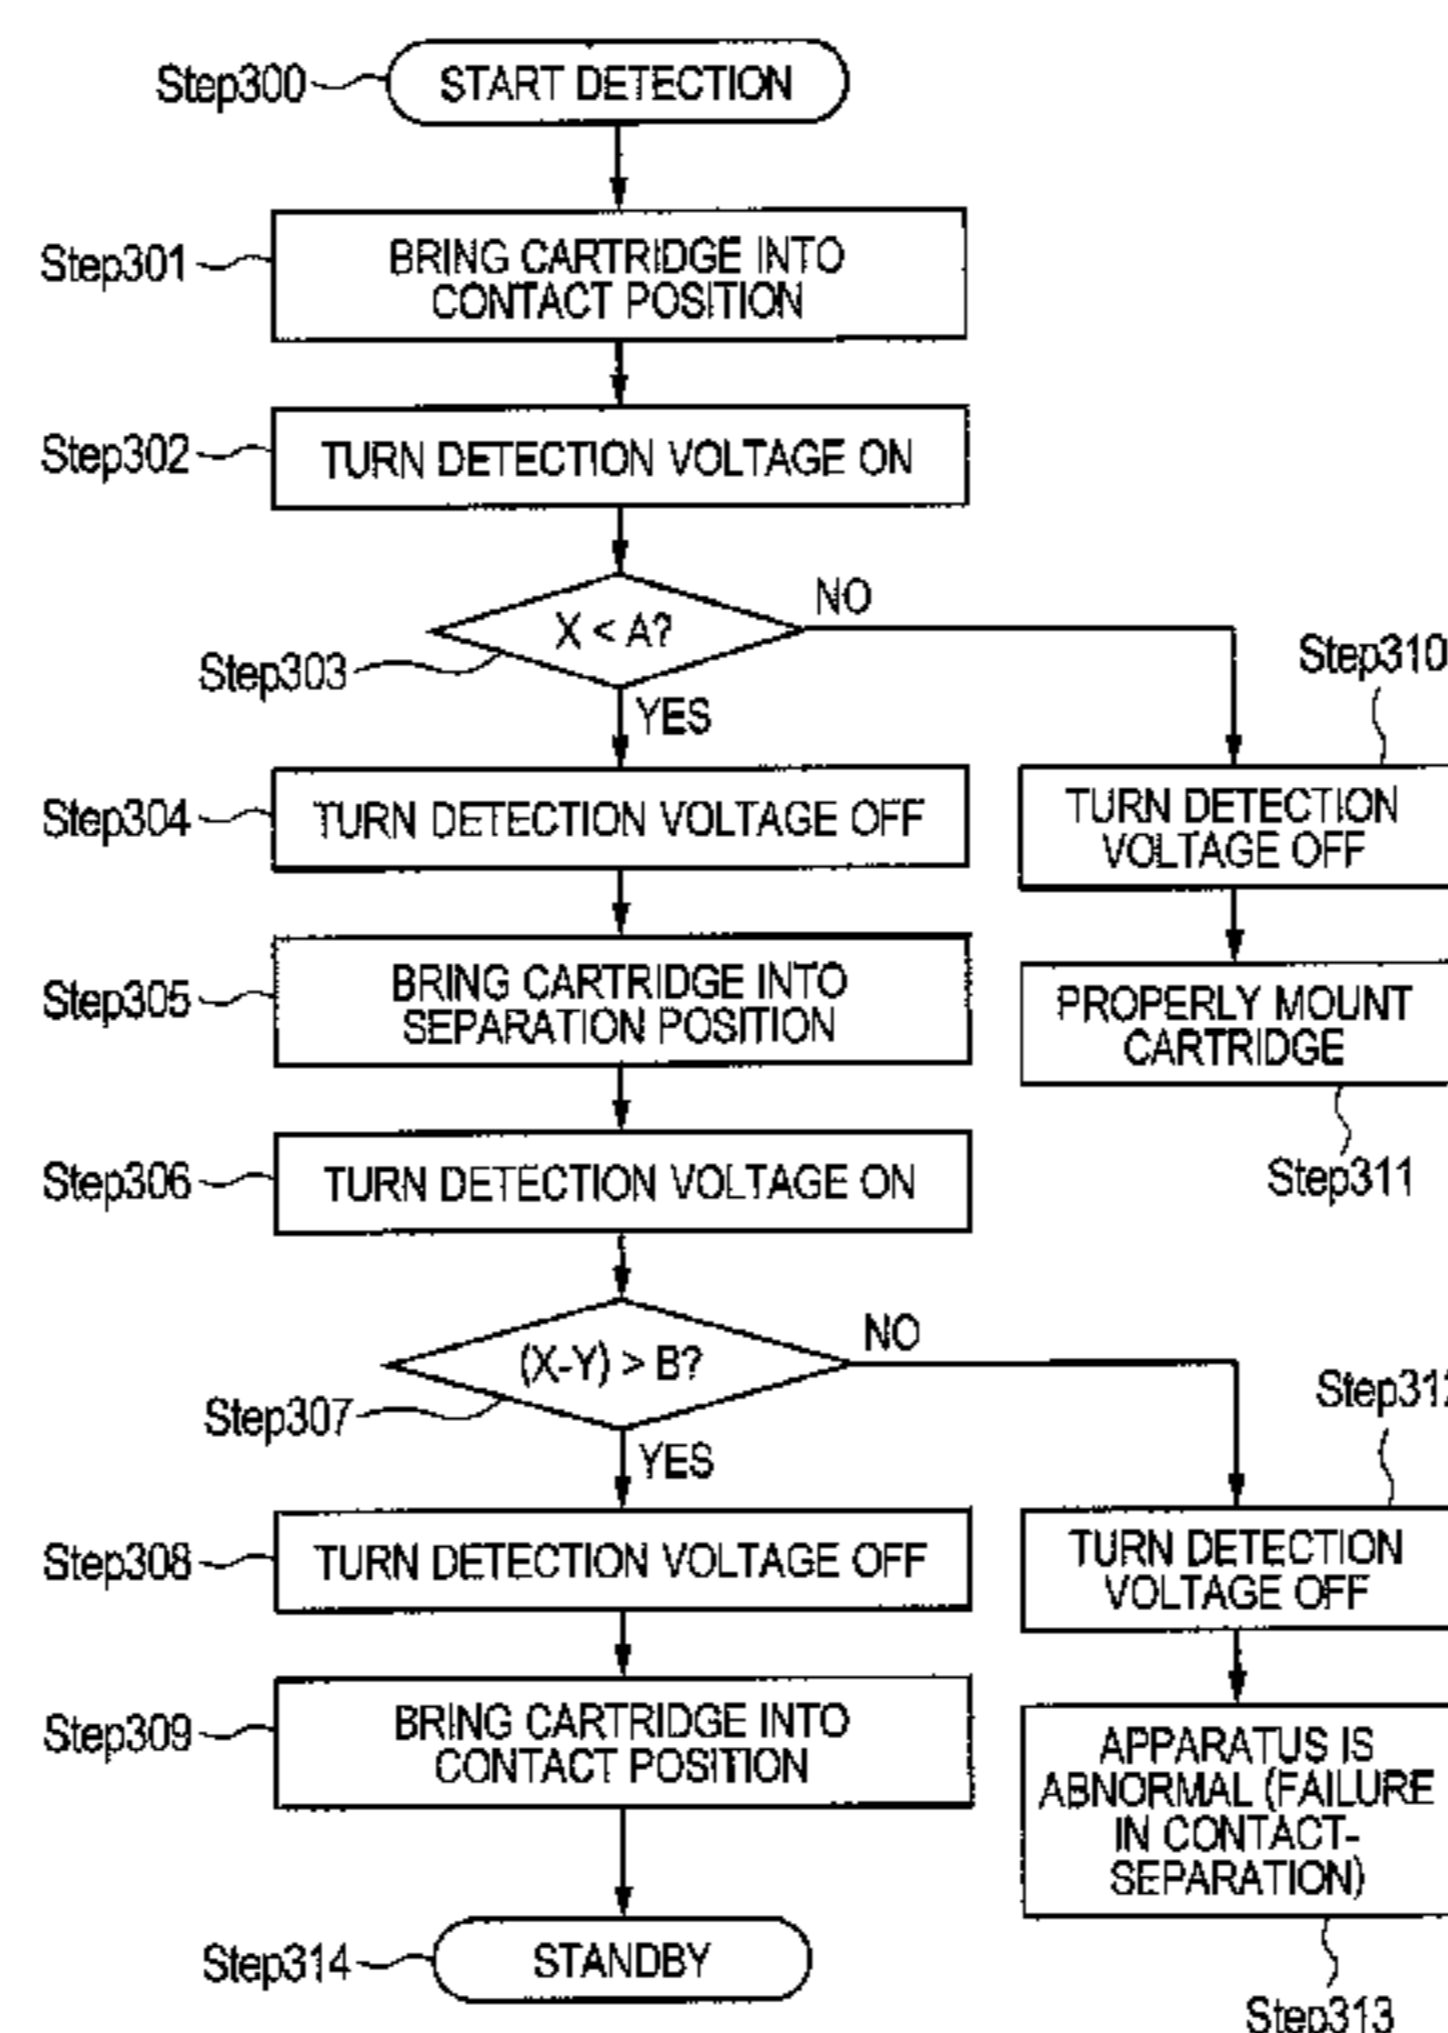 Step300
START DETECTION
Step301
BRING CARTRIDGE INTO
CONTACT POSITION
Step302
TURN DETECTION VOLTAGE ON
X < A?
NO
Step303
YES
Step310
Step304
TURN DETECTION VOLTAGE OFF
TURN DETECTION
VOLTAGE OFF
Step305
BRING CARTRIDGE INTO
SEPARATION POSITION
PROPERLY MOUNT
CARTRIDGE
Step311
Step306
TURN DETECTION VOLTAGE ON
(X-Y) > B?
NO
Step307
YES
Step312
Step308
TURN DETECTION VOLTAGE OFF
TURN DETECTION
VOLTAGE OFF
Step309
BRING CARTRIDGE INTO
CONTACT POSITION
APPARATUS IS
ABNORMAL (FAILURE
IN CONTACT-
SEPARATION)
Step313
Step314
STANDBY